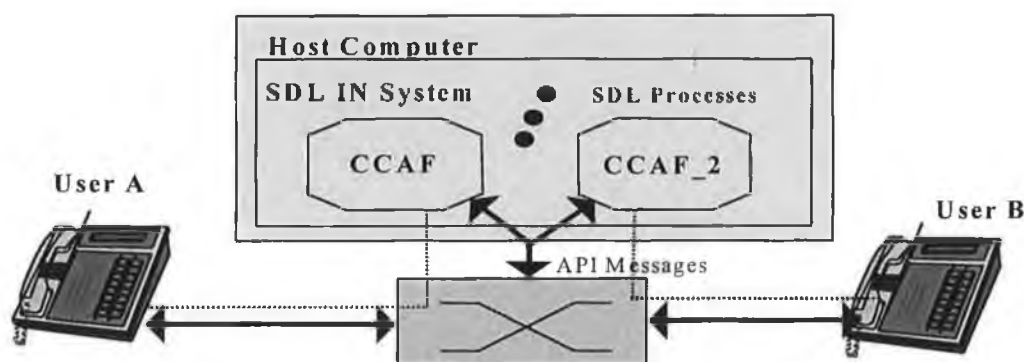 Host Computer
SDL IN System
SDL Processes
CCAF
CCAF_2
User A
User B
API Messages